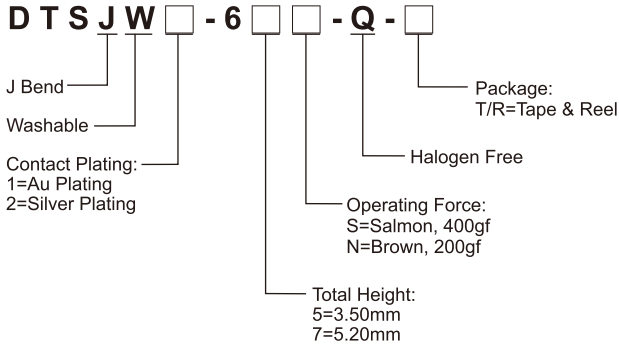 DTSJW□-6□□-Q-□
J Bend
Washable
Contact Plating:
1=Au Plating
2=Silver Plating
Package:
T/R=Tape & Reel
Halogen Free
Operating Force:
S=Salmon, 400gf
N=Brown, 200gf
Total Height:
5=3.50mm
7=5.20mm